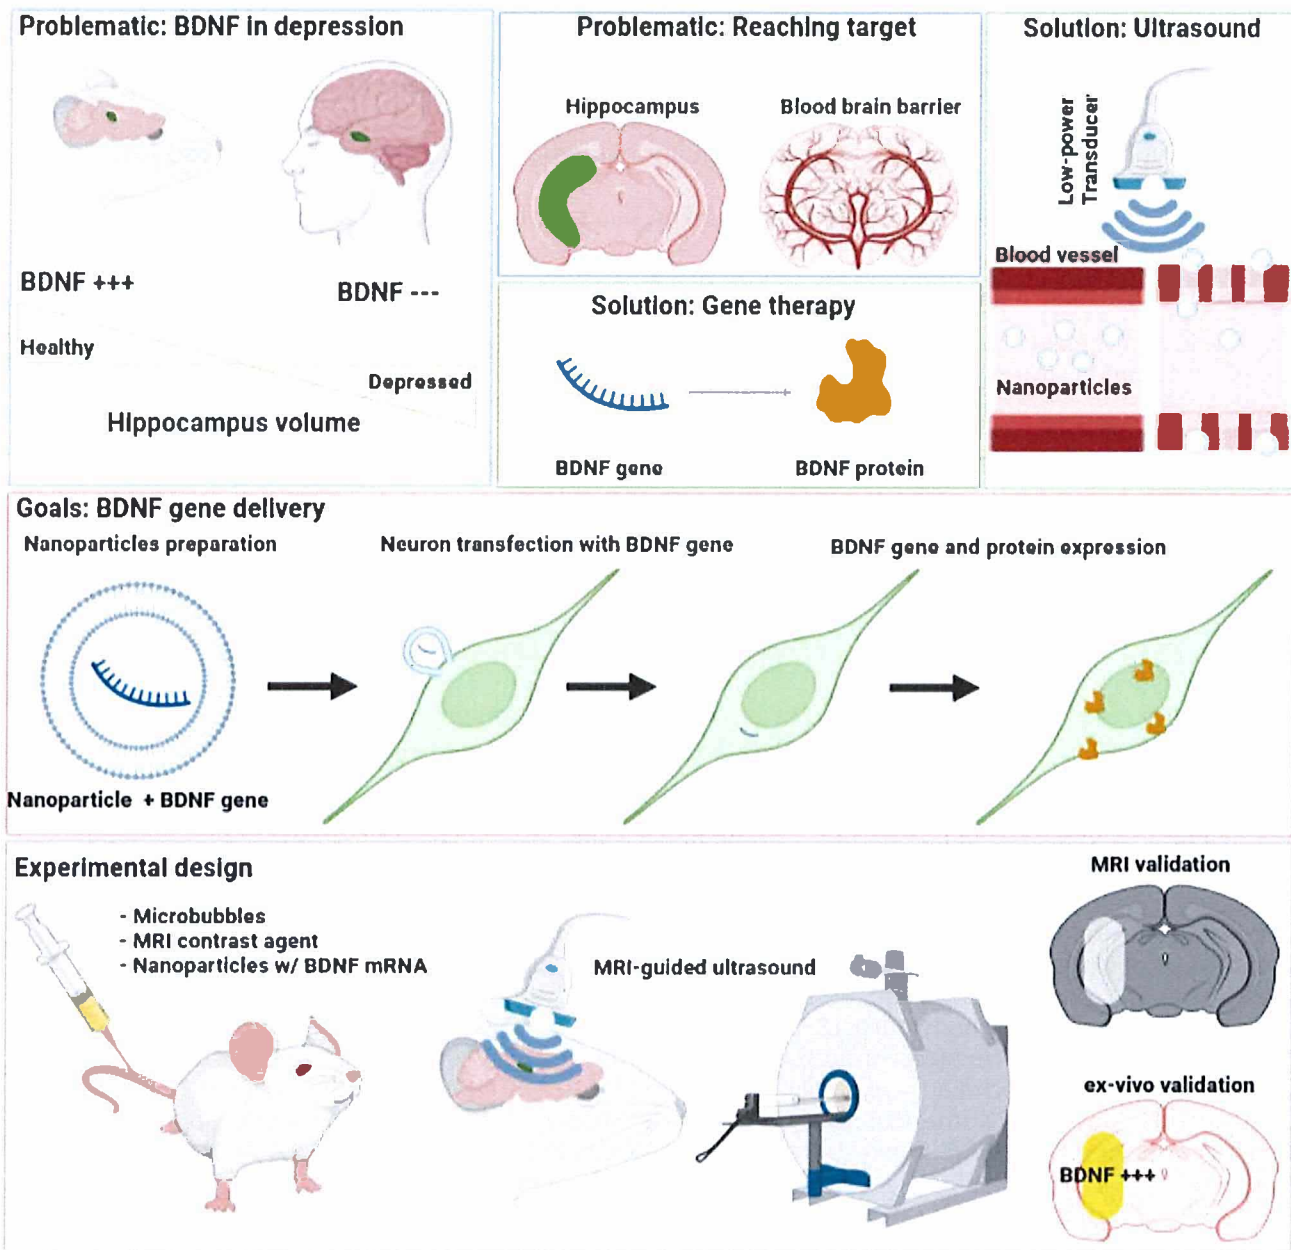 Problematic: BDNF in depression
BDNF +++
BDNF ---
Healthy
Depressed
Hippocampus volume
Problematic: Reaching target
Hippocampus
Blood brain barrier
Solution: Gene therapy
BDNF gene
BDNF protein
Solution: Ultrasound
Low-power
Transducer
Blood vessel
Nanoparticles
Goals: BDNF gene delivery
Nanoparticles preparation
Neuron transfection with BDNF gene
BDNF gene and protein expression
Nanoparticle + BDNF gene
Experimental design
- Microbubbles
- MRI contrast agent
- Nanoparticles w/ BDNF mRNA
MRI-guided ultrasound
MRI validation
ex-vivo validation
BDNF +++